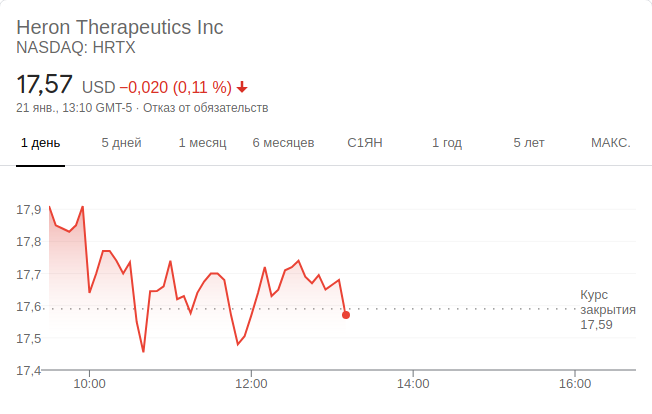 Heron Therapeutics Inc
NASDAQ: HRTX
17,57 USD −0,020 (0,11 %)
21 янв., 13:10 GMT-5 · Отказ от обязательств
1 день 5 дней 1 месяц 6 месяцев С1ЯН 1 год 5 лет МАКС.
17,9
17,8
17,7
17,6
17,5
17,4
Курс
закрытия
17,59
10:00 12:00 14:00 16:00